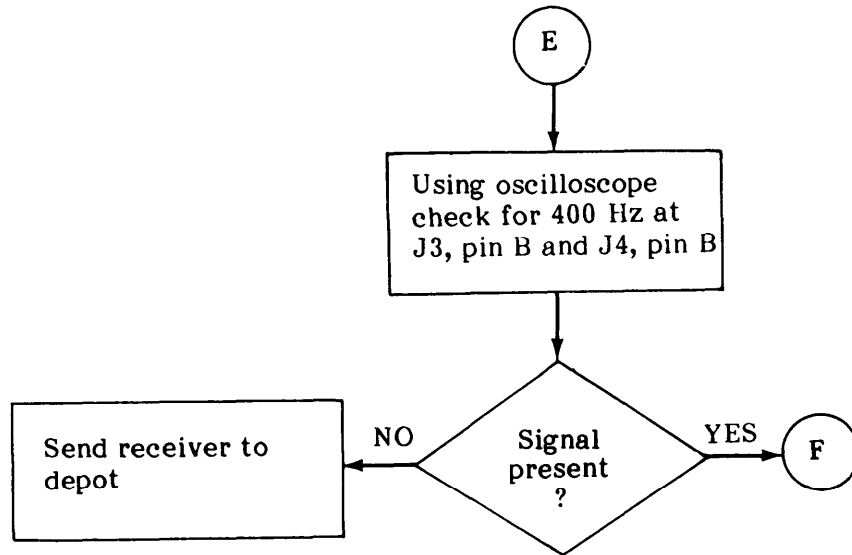 E
Using oscilloscope
check for 400 Hz at
J3, pin B and J4, pin B
Signal
present
?
NO
YES
Send receiver to
depot
F